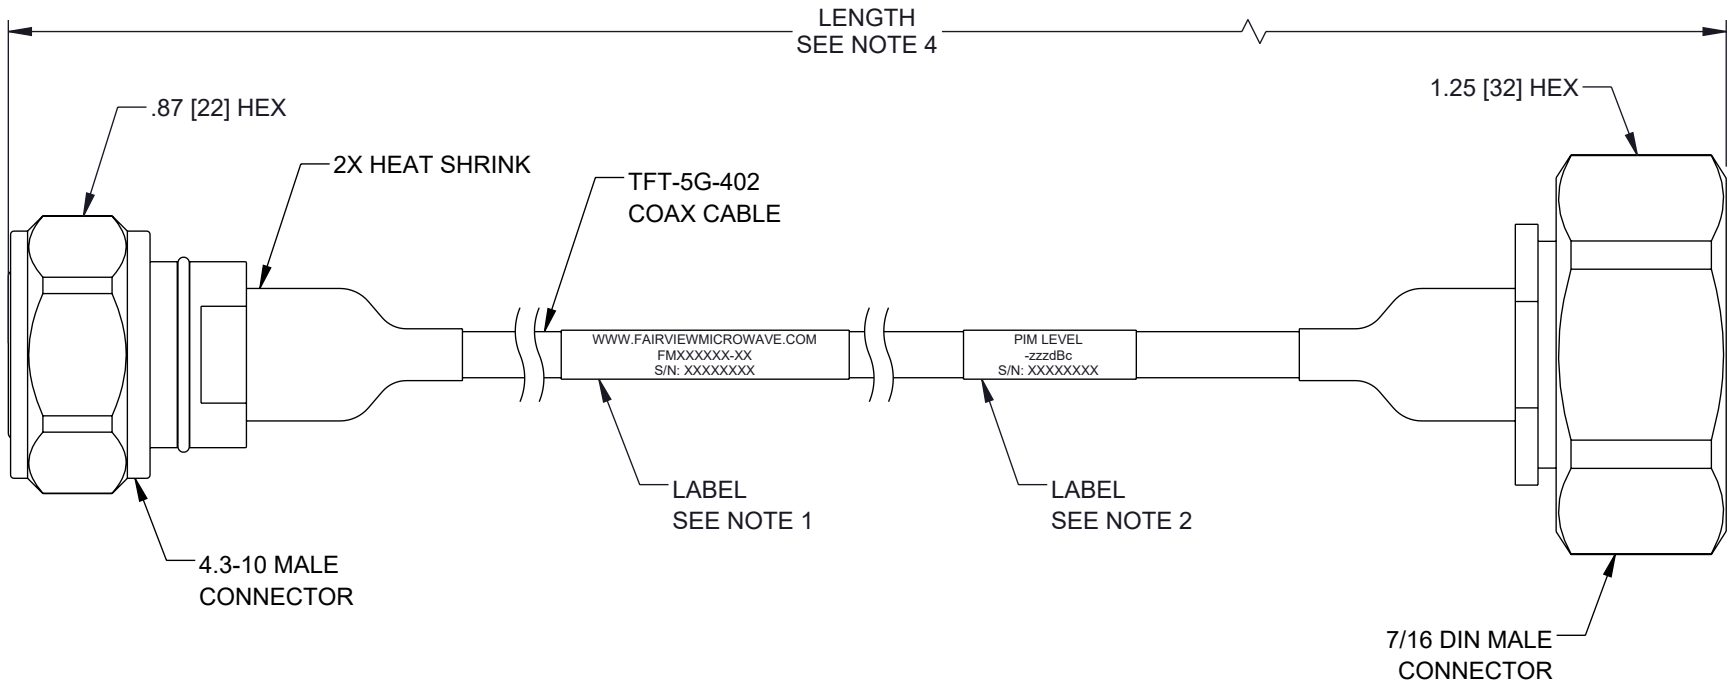 LENGTH
SEE NOTE 4
.87 [22] HEX
1.25 [32] HEX
2X HEAT SHRINK
TFT-5G-402
COAX CABLE
WWW.FAIRVIEWMICROWAVE.COM
FMXXXXXX-XX
S/N: XXXXXXXX
PIM LEVEL
-zzzdBc
S/N: XXXXXXXX
LABEL
SEE NOTE 1
LABEL
SEE NOTE 2
4.3-10 MALE
CONNECTOR
7/16 DIN MALE
CONNECTOR